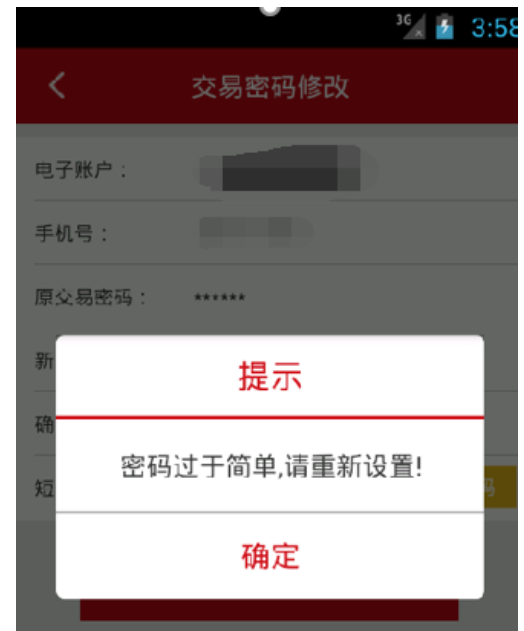 3G 3:58
交易密码修改
电子账户：
手机号：
原交易密码： ******
新
提示
确
密码过于简单,请重新设置!
短
码
确定